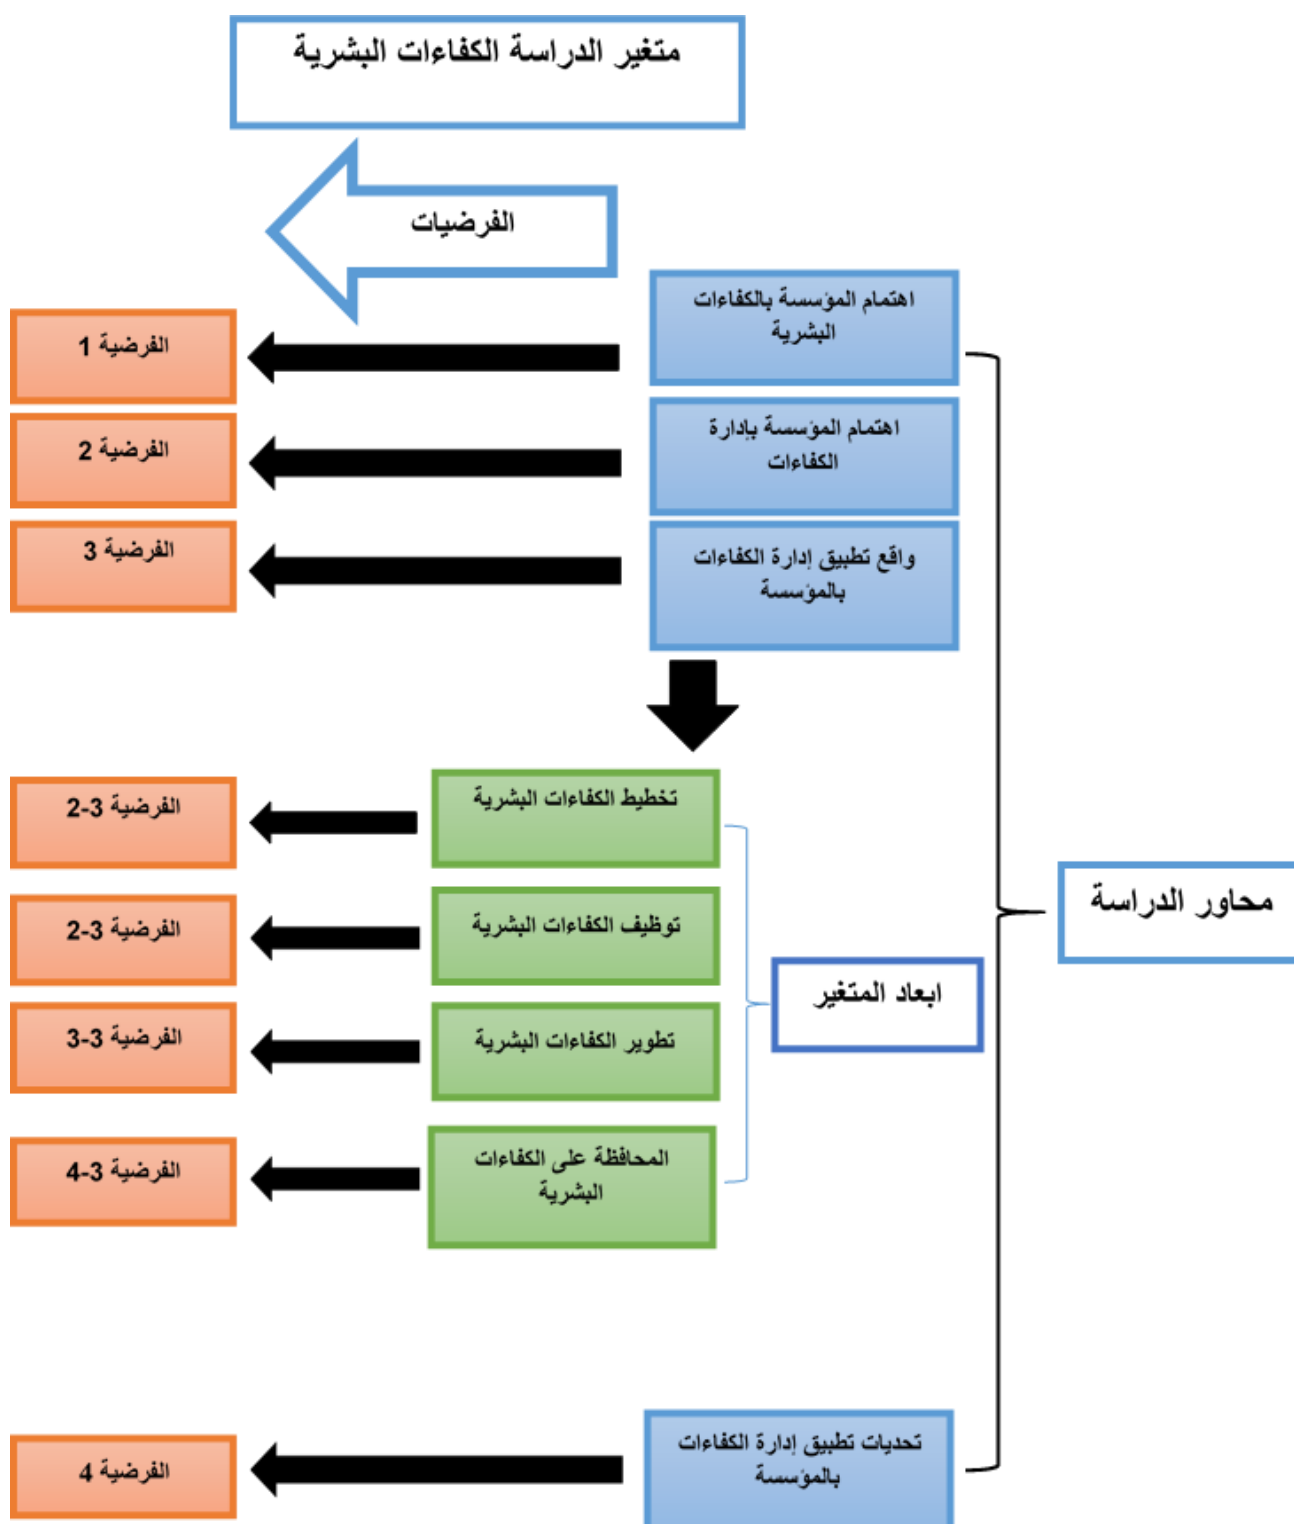 متغير الدراسة الكفاءات البشرية
الفرضيات
اهتمام المؤسسة بالكفاءات
البشرية
الفرضية 1
اهتمام المؤسسة بإدارة
الكفاءات
الفرضية 2
واقع تطبيق إدارة الكفاءات
بالمؤسسة
الفرضية 3
محاور الدراسة
ابعاد المتغير
تخطيط الكفاءات البشرية
الفرضية 3-2
توظيف الكفاءات البشرية
الفرضية 3-2
تطوير الكفاءات البشرية
الفرضية 3-3
المحافظة على الكفاءات
البشرية
الفرضية 3-4
تحديات تطبيق إدارة الكفاءات
بالمؤسسة
الفرضية 4